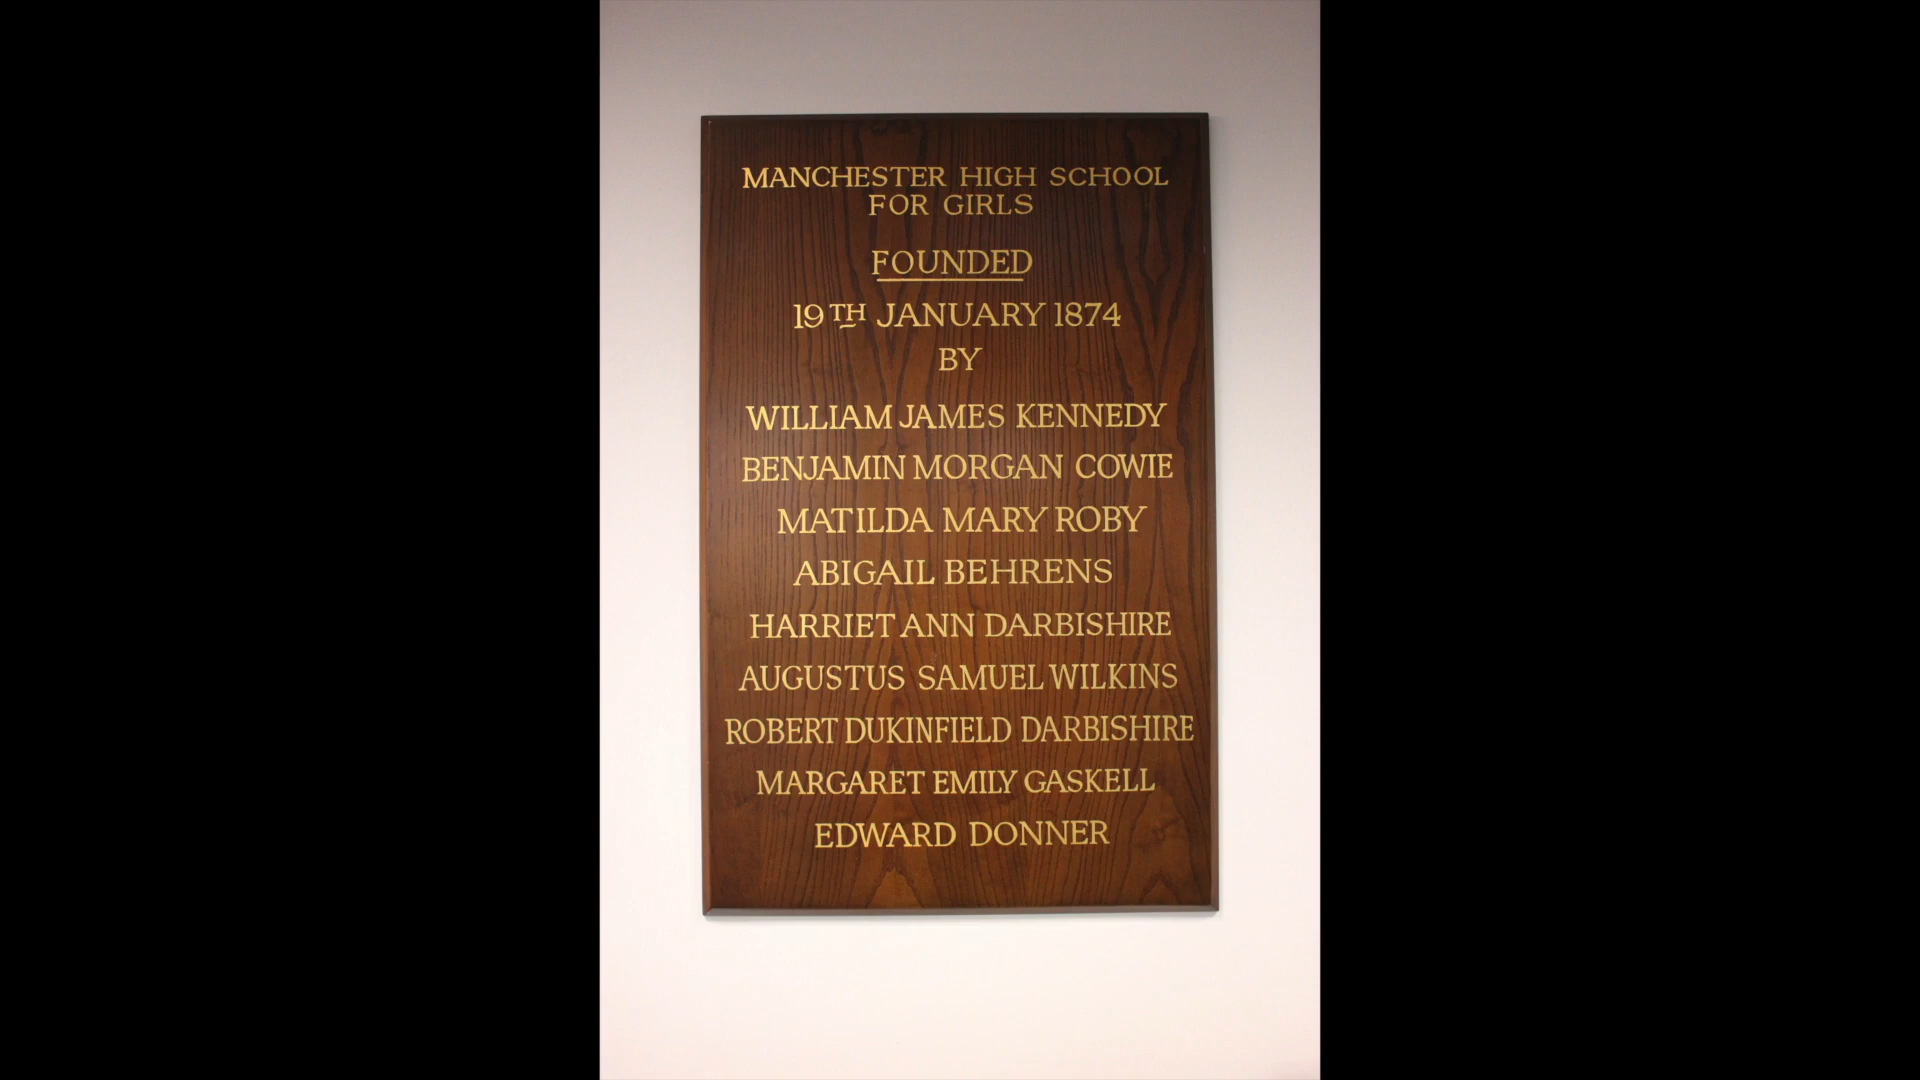 MANCHESTER HIGH SCHOOL
FOR GIRLS
FOUNDED
19TH JANUARY 1874
BY
WILLIAM JAMES KENNEDY
BENJAMIN MORGAN COWIE
MATILDA MARY ROBY
ABIGAIL BEHRENS
HARRIET ANN DARBISHIRE
AUGUSTUS SAMUEL WILKINS
ROBERT DUKINFIELD DARBISHIRE
MARGARET EMILY GASKELL
EDWARD DONNER